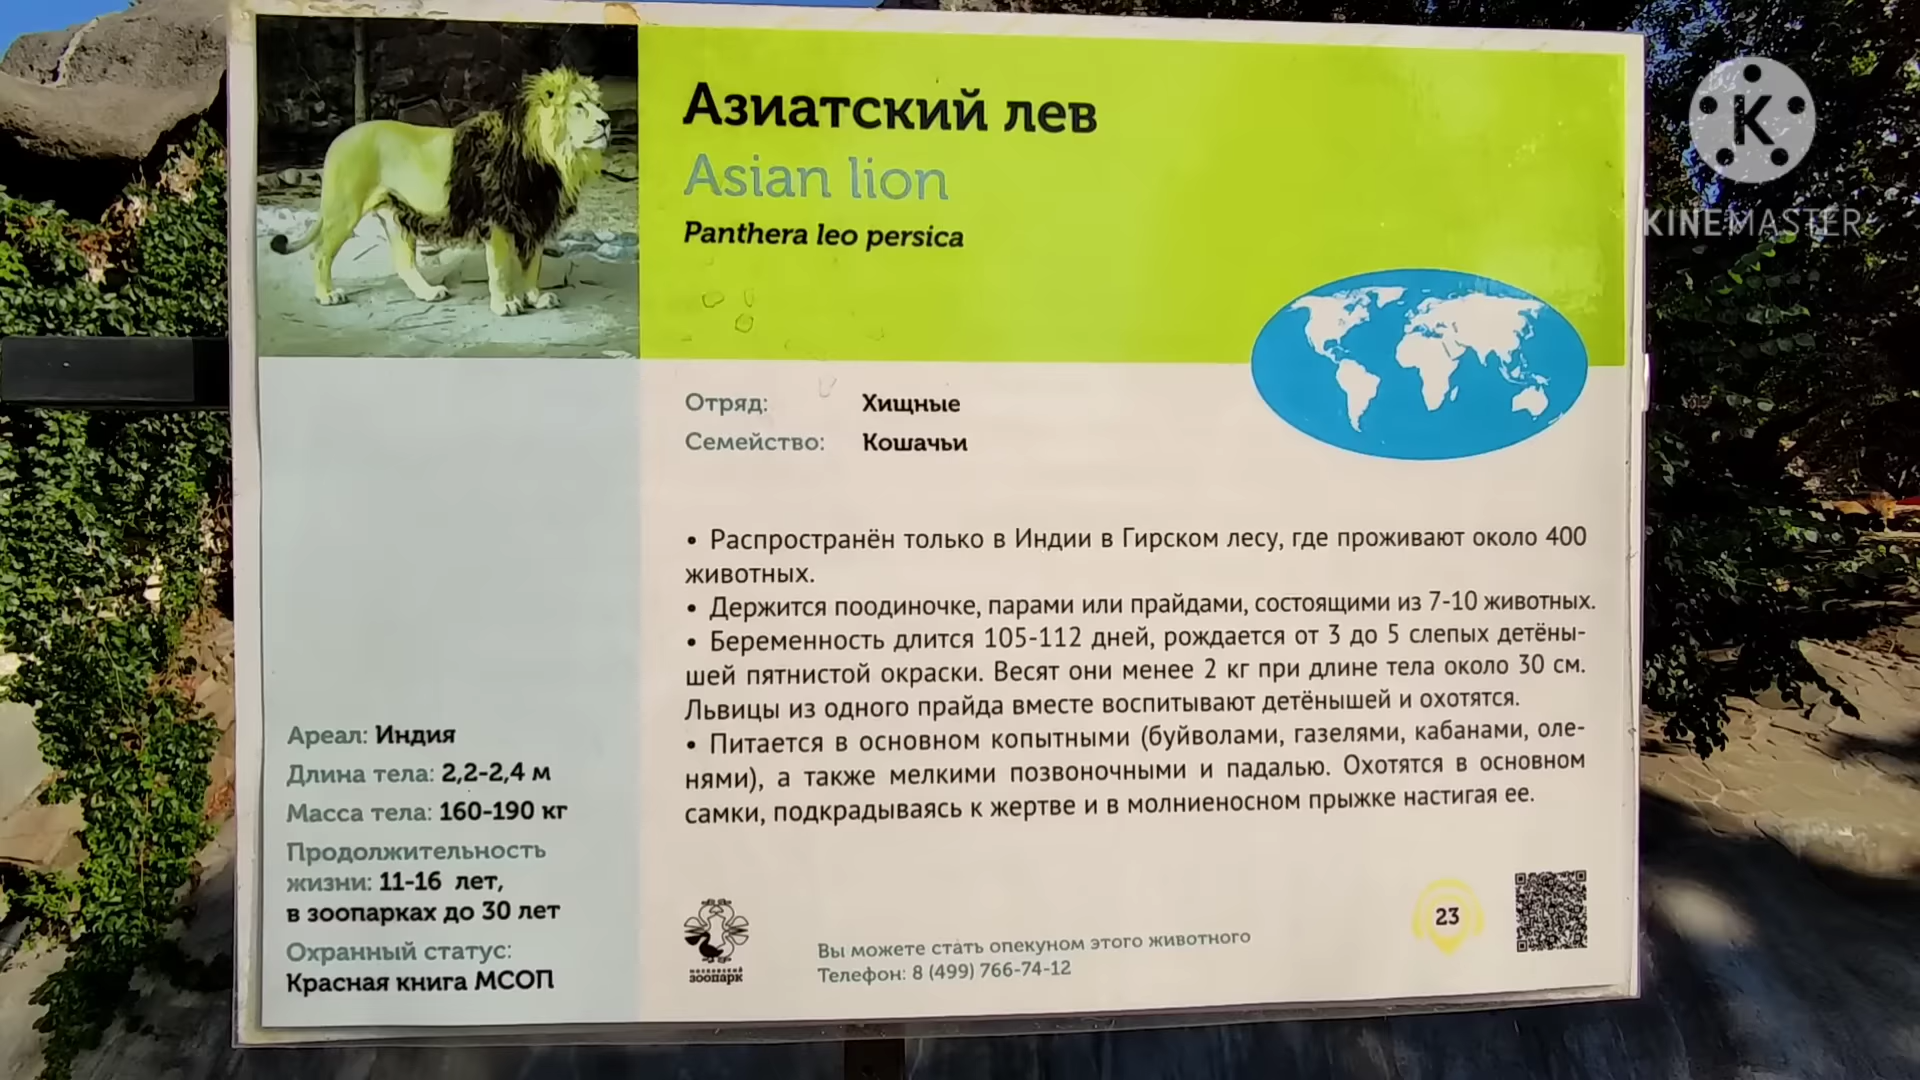 Азиатский лев
Asian lion
Panthera leo persica
Отряд: Хищные
Семейство: Кошачьи
• Распространён только в Индии в Гирском лесу, где проживают около 400
животных.
• Держится поодиночке, парами или прайдами, состоящими из 7-10 животных.
• Беременность длится 105-112 дней, рождается от 3 до 5 слепых детёны-
шей пятнистой окраски. Весят они менее 2 кг при длине тела около 30 см.
Львицы из одного прайда вместе воспитывают детёнышей и охотятся.
• Питается в основном копытными (буйволами, газелями, кабанами, оле-
нями), а также мелкими позвоночными и падалью. Охотятся в основном
самки, подкрадываясь к жертве и в молниеносном прыжке настигая ее.
Ареал: Индия
Длина тела: 2,2-2,4 м
Масса тела: 160-190 кг
Продолжительность
жизни: 11-16 лет,
в зоопарках до 30 лет
Охранный статус:
Красная книга МСОП
московский
зоопарк
Вы можете стать опекуном этого животного
Телефон: 8 (499) 766-74-12
23
K
KINEMASTER